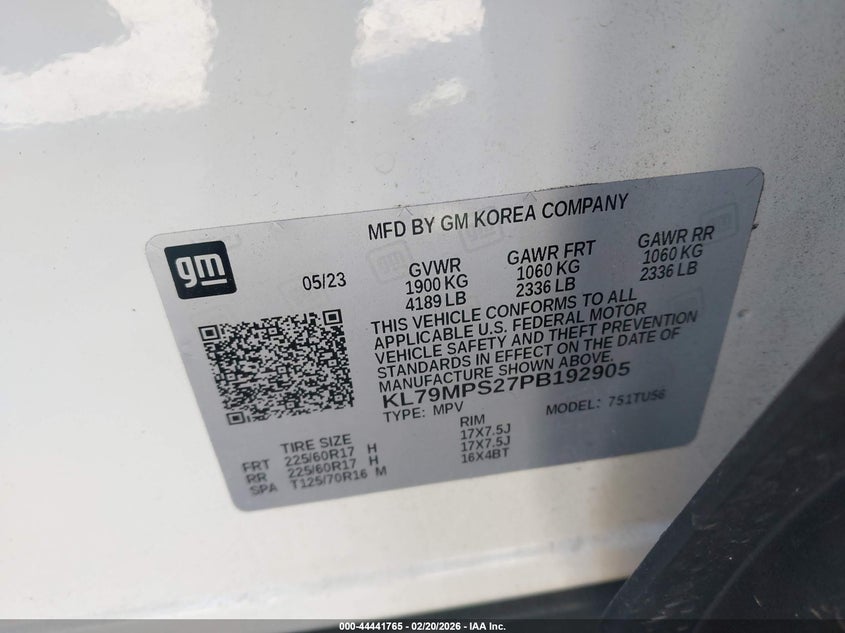 MFD BY GM KOREA COMPANY
gm
05/23
GVWR
1900 KG
4189 LB
GAWR FRT
1060 KG
2336 LB
GAWR RR
1060 KG
2336 LB
THIS VEHICLE CONFORMS TO ALL
APPLICABLE U.S. FEDERAL MOTOR
VEHICLE SAFETY AND THEFT PREVENTION
STANDARDS IN EFFECT ON THE DATE OF
MANUFACTURE SHOWN ABOVE.
KL79MPS27PB192905
TYPE: MPV MODEL: 751TU56
TIRE SIZE RIM
FRT 225/60R17 H 17X7.5J
RR 225/60R17 H 17X7.5J
SPA T125/70R16 M 16X4BT
000-44441765 - 02/20/2026 - IAA Inc.